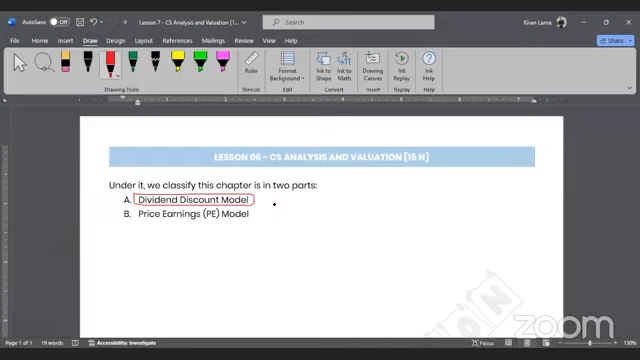 AutoSave Off Lesson 7 - CS Analysis and Valuation [1... Search Kiran Lama
File Home Insert Draw Design Layout References Mailings Review View Help Share
Ruler Format Background Ink to Shape Ink to Math Drawing Canvas Ink Replay Ink Help
Drawing Tools Stencils Edit Convert Insert Replay Help
LESSON 06 - CS ANALYSIS AND VALUATION [15 N]
Under it, we classify this chapter is in two parts:
A. Dividend Discount Model
B. Price Earnings (PE) Model
zoom
Page 1 of 1 19 words Accessibility: Investigate Focus 130%